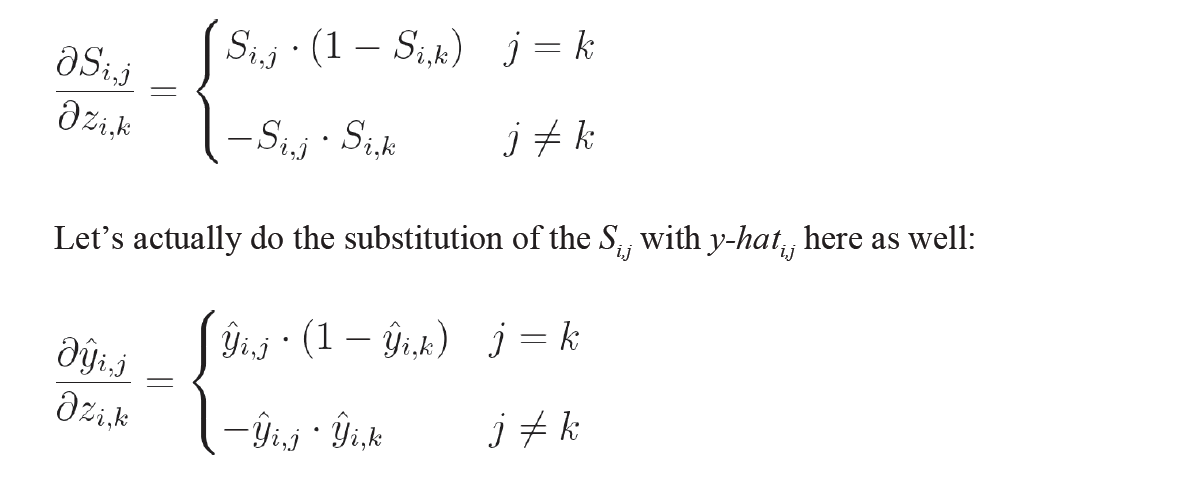 ∂S_{i,j}/∂z_{i,k} = { S_{i,j} · (1 − S_{i,k})   j = k
−S_{i,j} · S_{i,k}   j ≠ k
Let’s actually do the substitution of the S_{i,j} with y-hat_{i,j} here as well:
∂ŷ_{i,j}/∂z_{i,k} = { ŷ_{i,j} · (1 − ŷ_{i,k})   j = k
−ŷ_{i,j} · ŷ_{i,k}   j ≠ k